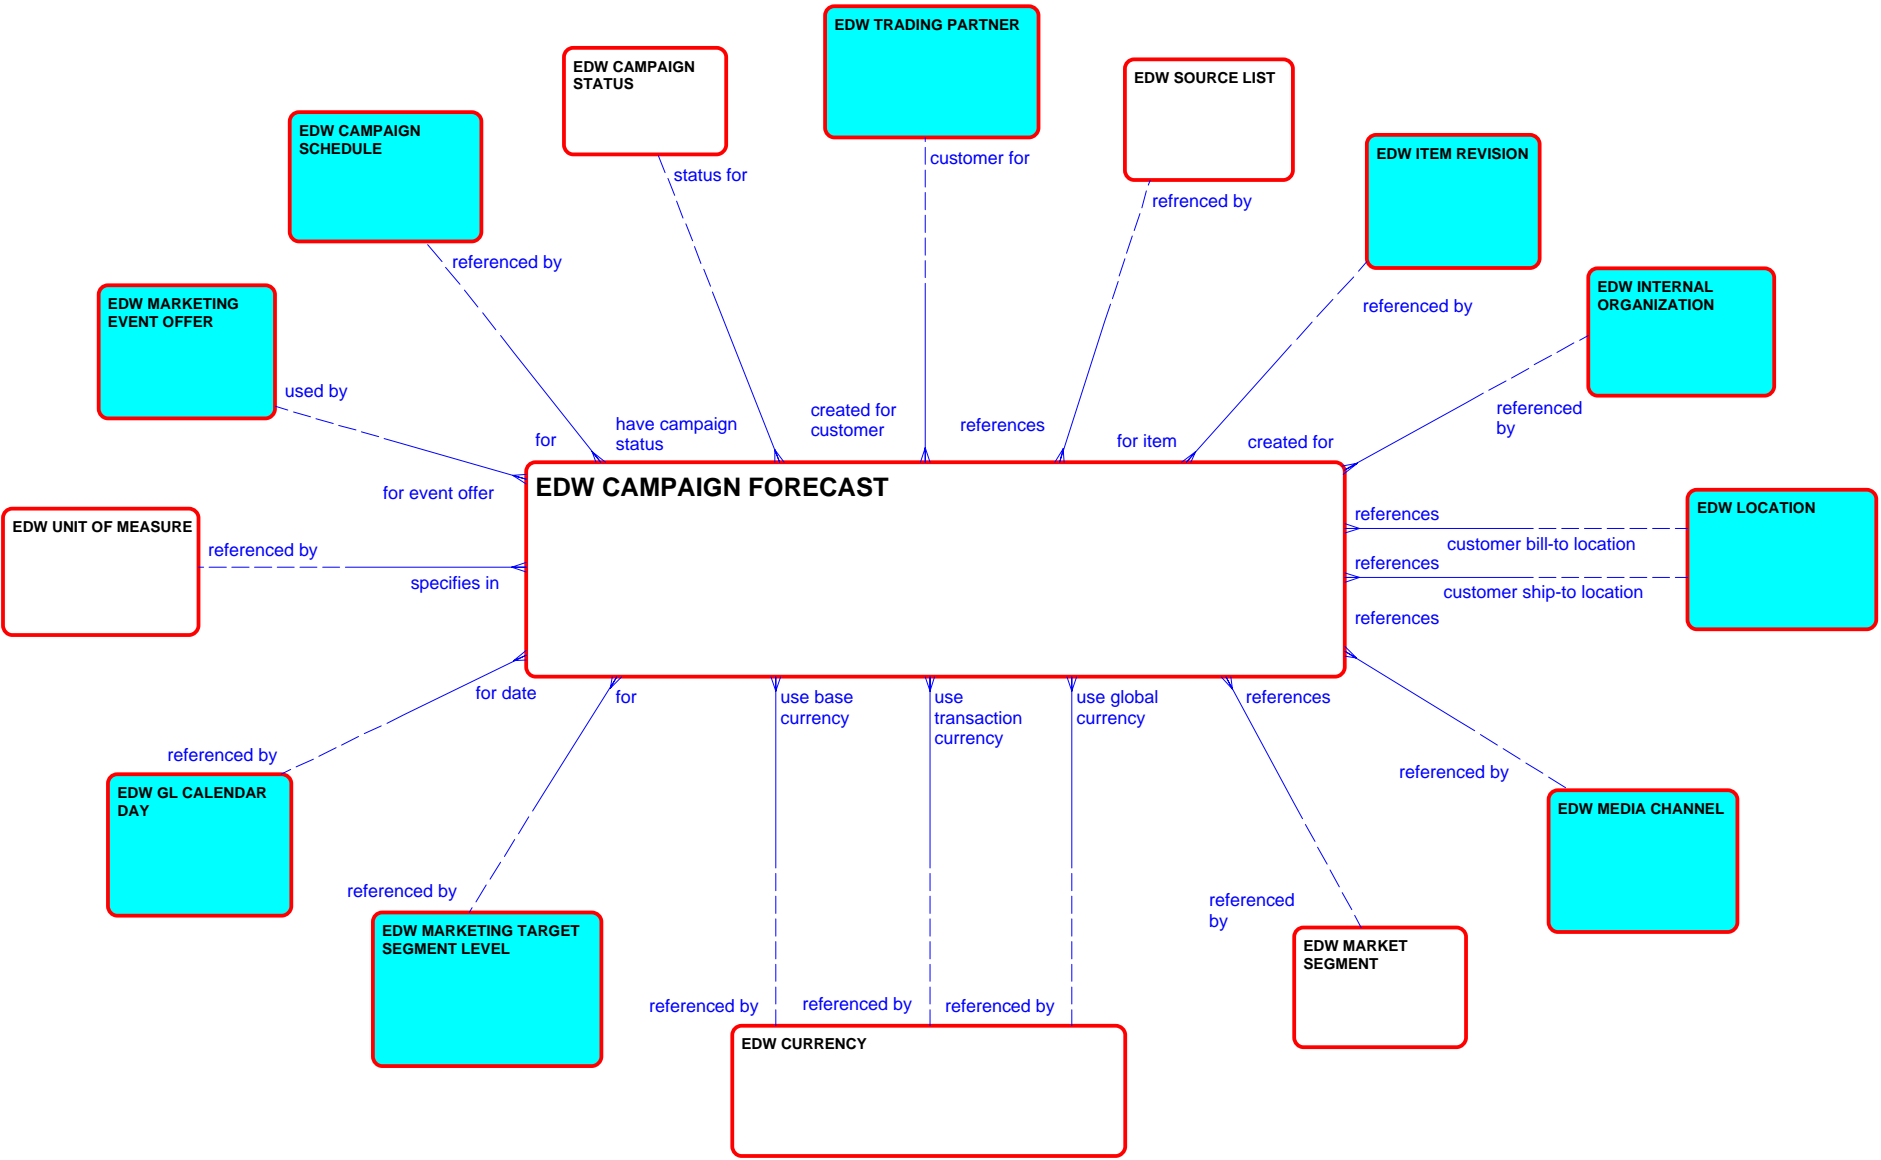 EDW TRADING PARTNER
EDW CAMPAIGN
STATUS
EDW SOURCE LIST
EDW CAMPAIGN
SCHEDULE
customer for
EDW ITEM REVISION
status for
refrenced by
referenced by
EDW INTERNAL
ORGANIZATION
EDW MARKETING
EVENT OFFER
referenced by
used by
referenced
by
have campaign
status
created for
customer
references
for
for item
created for
EDW CAMPAIGN FORECAST
for event offer
EDW UNIT OF MEASURE
references
EDW LOCATION
customer bill-to location
referenced by
references
specifies in
customer ship-to location
references
for date
for
use base
currency
use
transaction
currency
use global
currency
references
referenced by
referenced by
EDW GL CALENDAR
DAY
EDW MEDIA CHANNEL
referenced by
referenced
by
EDW MARKETING TARGET
SEGMENT LEVEL
EDW MARKET
SEGMENT
referenced by
referenced by
referenced by
EDW CURRENCY